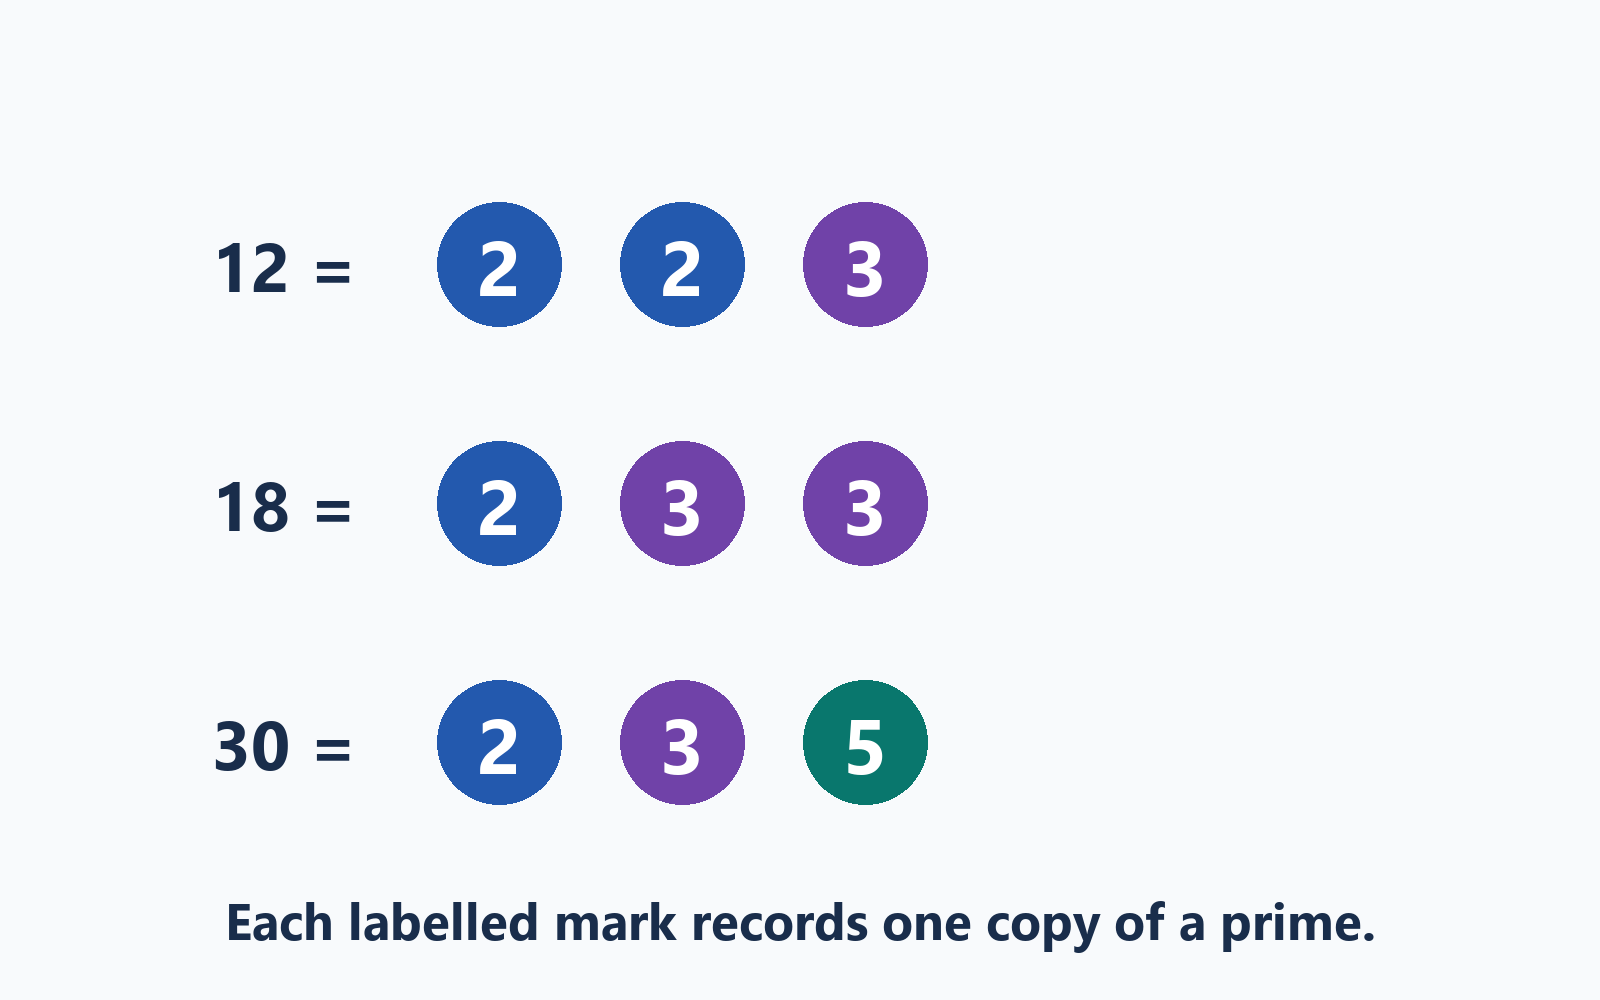 12 = 2 2 3
18 = 2 3 3
30 = 2 3 5
Each labelled mark records one copy of a prime.